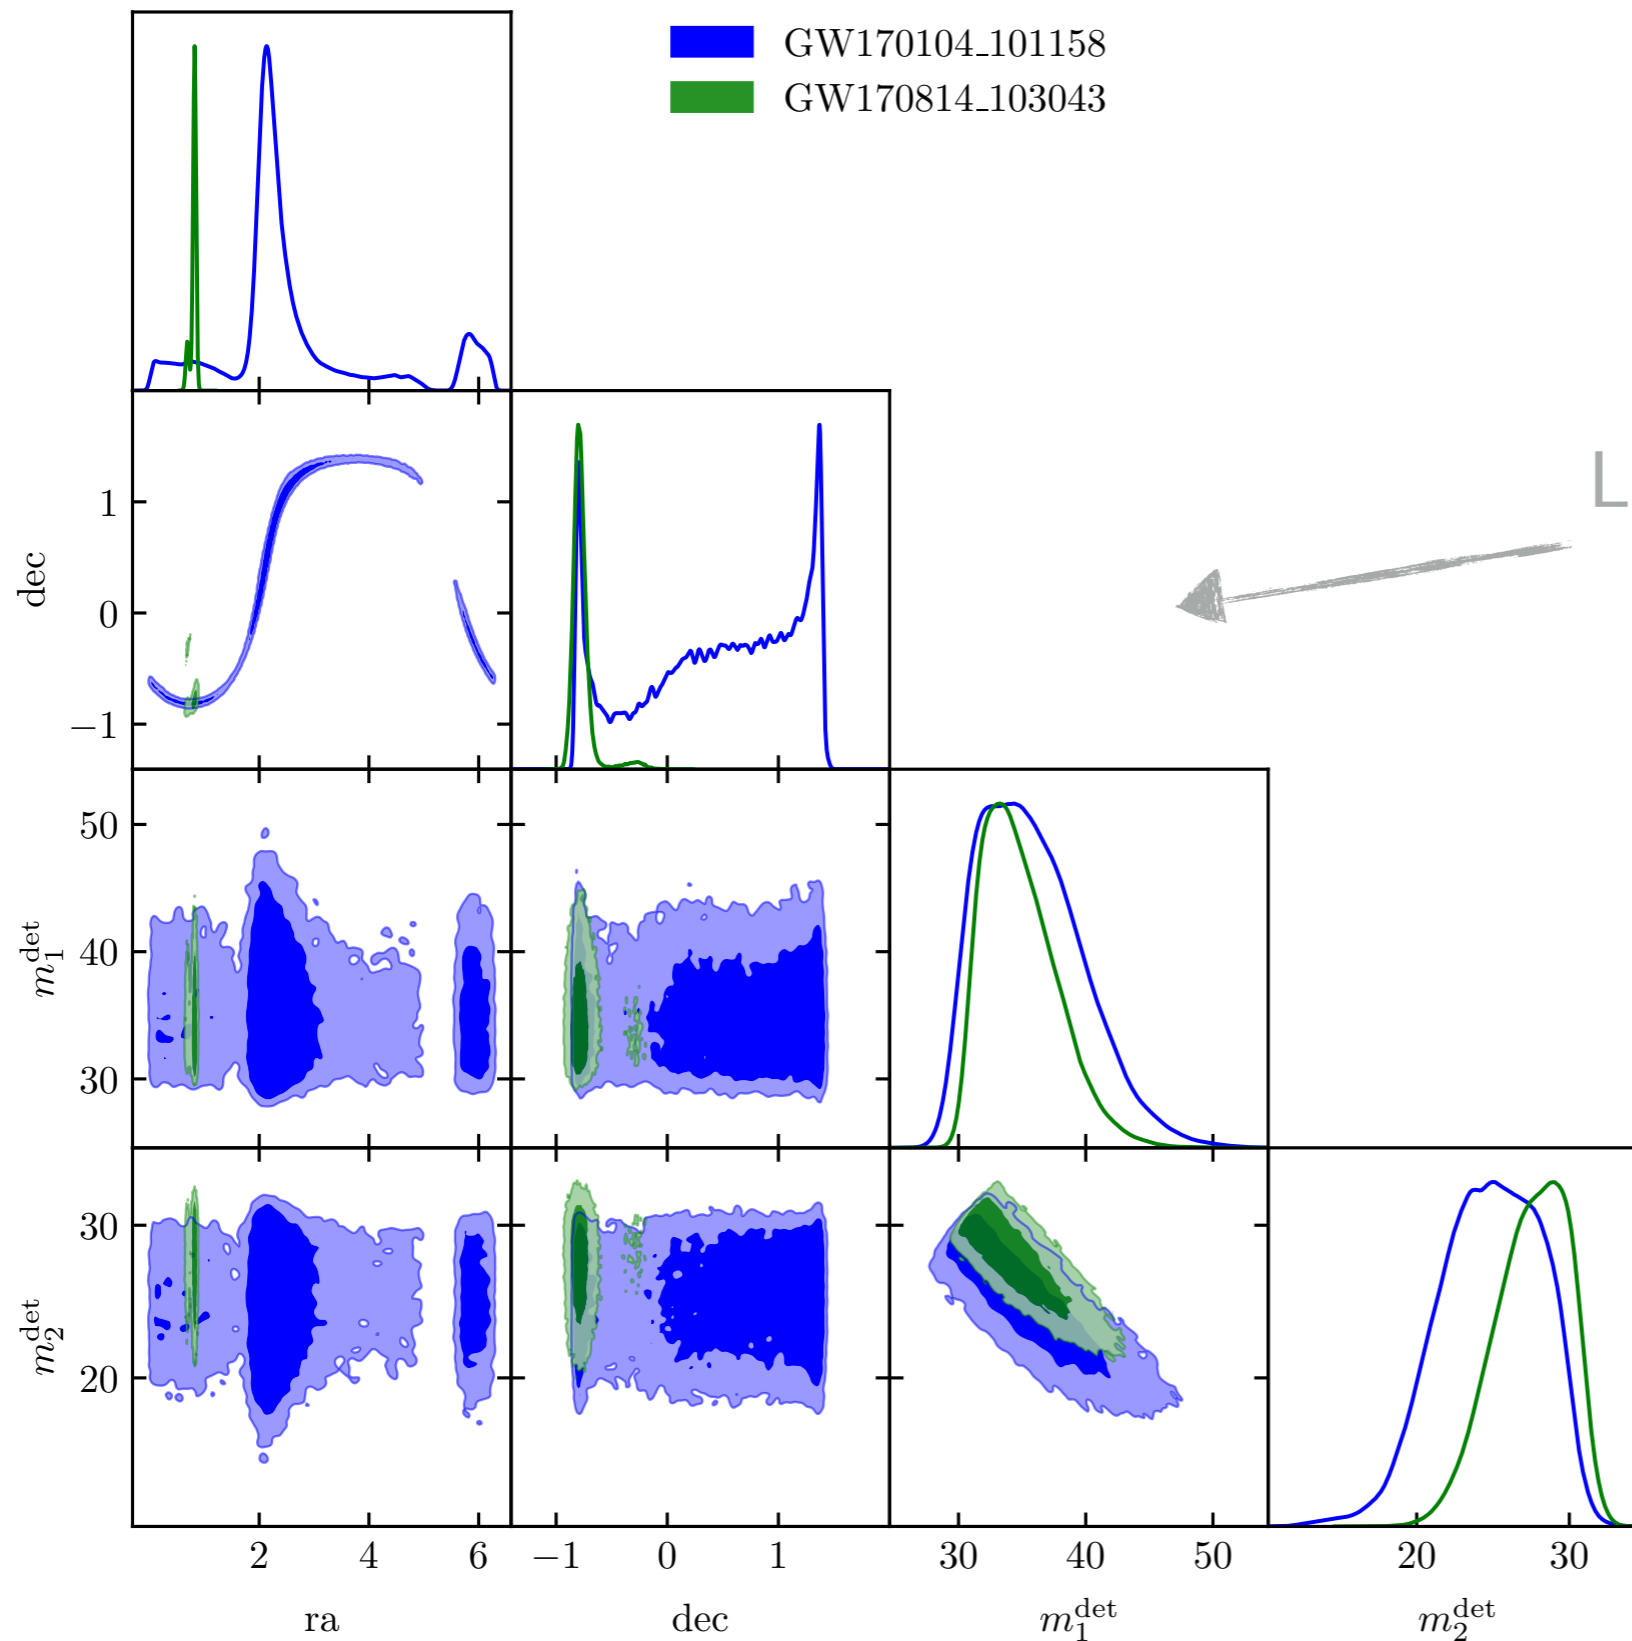 GW170104_101158
GW170814_103043
L
1
0
−1
dec
50
40
30
m₁^det
30
20
m₂^det
2 4 6 −1 0 1 30 40 50 20 30
ra dec m₁^det m₂^det